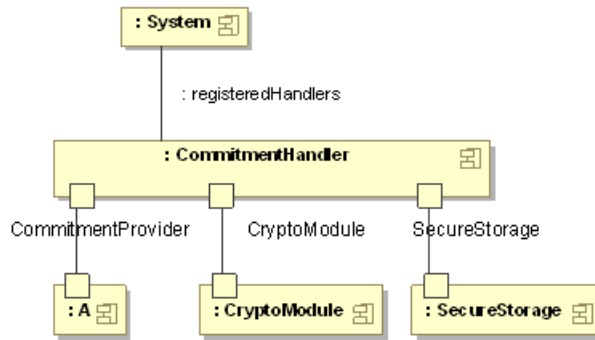 : System
: registeredHandlers
: CommitmentHandler
CommitmentProvider CryptoModule SecureStorage
: A : CryptoModule : SecureStorage